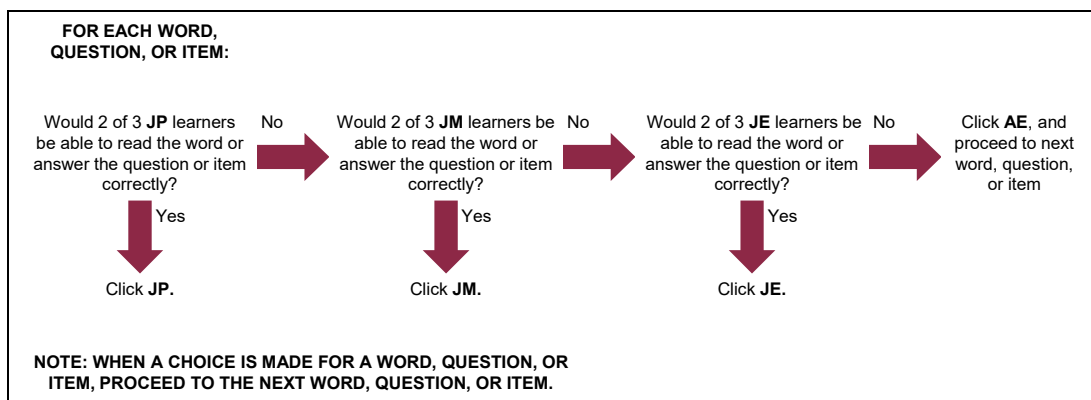 FOR EACH WORD,
QUESTION, OR ITEM:
Would 2 of 3 JP learners
be able to read the word or
answer the question or item
correctly?
No
Would 2 of 3 JM learners be
able to read the word or
answer the question or item
correctly?
No
Would 2 of 3 JE learners be
able to read the word or
answer the question or item
correctly?
No
Click AE, and
proceed to next
word, question,
or item
Yes
Yes
Yes
Click JP.
Click JM.
Click JE.
NOTE: WHEN A CHOICE IS MADE FOR A WORD, QUESTION, OR
ITEM, PROCEED TO THE NEXT WORD, QUESTION, OR ITEM.